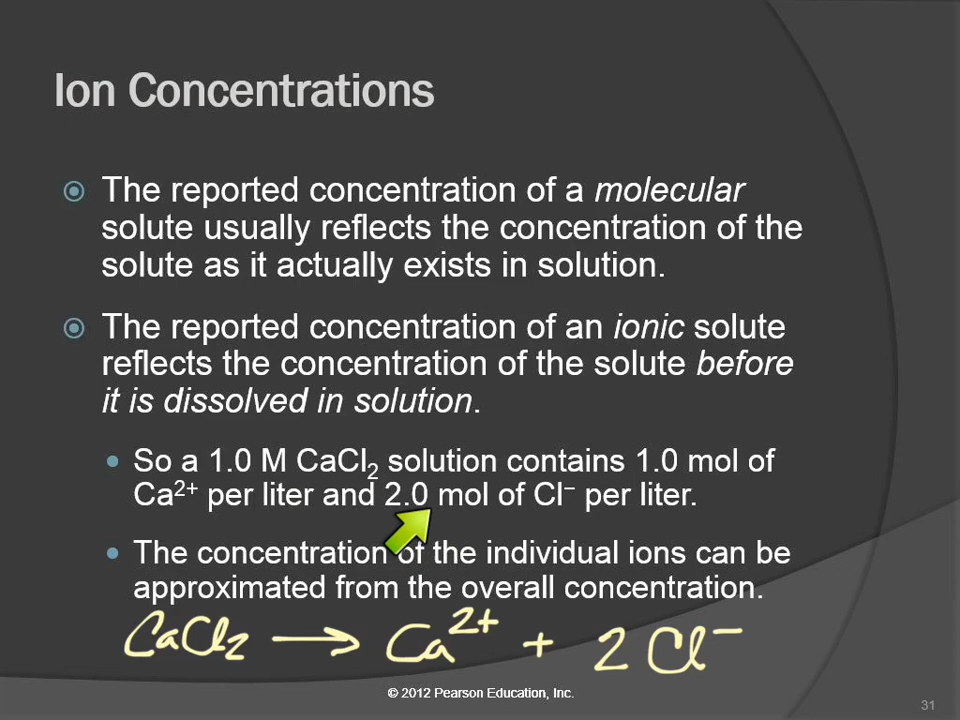 Ion Concentrations
The reported concentration of a molecular
solute usually reflects the concentration of the
solute as it actually exists in solution.
The reported concentration of an ionic solute
reflects the concentration of the solute before
it is dissolved in solution.
So a 1.0 M CaCl₂ solution contains 1.0 mol of
Ca²⁺ per liter and 2.0 mol of Cl⁻ per liter.
The concentration of the individual ions can be
approximated from the overall concentration.
CaCl₂ → Ca²⁺ + 2 Cl⁻
© 2012 Pearson Education, Inc.
31